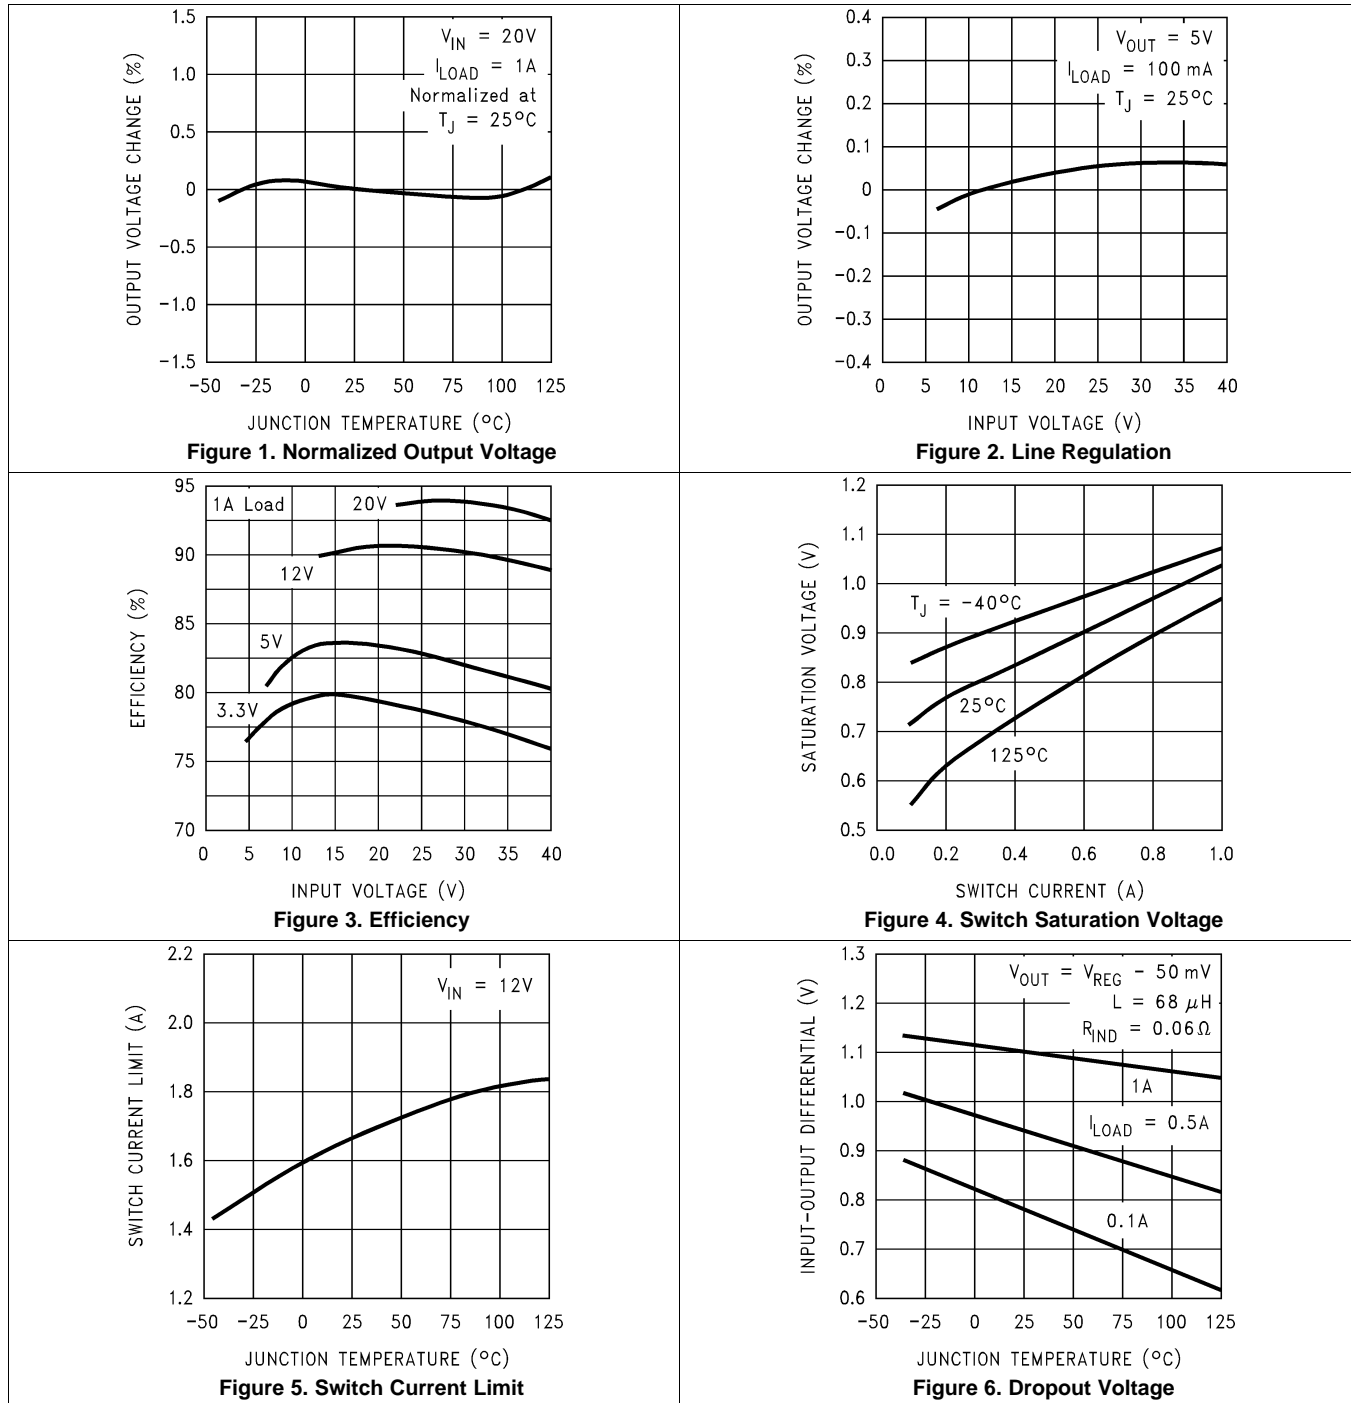 1.5
1.0
0.5
0
-0.5
-1.0
-1.5
OUTPUT VOLTAGE CHANGE (%)
V_IN = 20V
I_LOAD = 1A
Normalized at
T_J = 25°C
-50 -25 0 25 50 75 100 125
JUNCTION TEMPERATURE (°C)
Figure 1. Normalized Output Voltage
0.4
0.3
0.2
0.1
0
-0.1
-0.2
-0.3
-0.4
OUTPUT VOLTAGE CHANGE (%)
V_OUT = 5V
I_LOAD = 100 mA
T_J = 25°C
0 5 10 15 20 25 30 35 40
INPUT VOLTAGE (V)
Figure 2. Line Regulation
95
90
85
80
75
70
EFFICIENCY (%)
1A Load
20V
12V
5V
3.3V
0 5 10 15 20 25 30 35 40
INPUT VOLTAGE (V)
Figure 3. Efficiency
1.2
1.1
1.0
0.9
0.8
0.7
0.6
0.5
SATURATION VOLTAGE (V)
T_J = -40°C
25°C
125°C
0.0 0.2 0.4 0.6 0.8 1.0
SWITCH CURRENT (A)
Figure 4. Switch Saturation Voltage
2.2
2.0
1.8
1.6
1.4
1.2
SWITCH CURRENT LIMIT (A)
V_IN = 12V
-50 -25 0 25 50 75 100 125
JUNCTION TEMPERATURE (°C)
Figure 5. Switch Current Limit
1.3
1.2
1.1
1.0
0.9
0.8
0.7
0.6
INPUT-OUTPUT DIFFERENTIAL (V)
V_OUT = V_REG - 50 mV
L = 68 μH
R_IND = 0.06Ω
1A
I_LOAD = 0.5A
0.1A
-50 -25 0 25 50 75 100 125
JUNCTION TEMPERATURE (°C)
Figure 6. Dropout Voltage